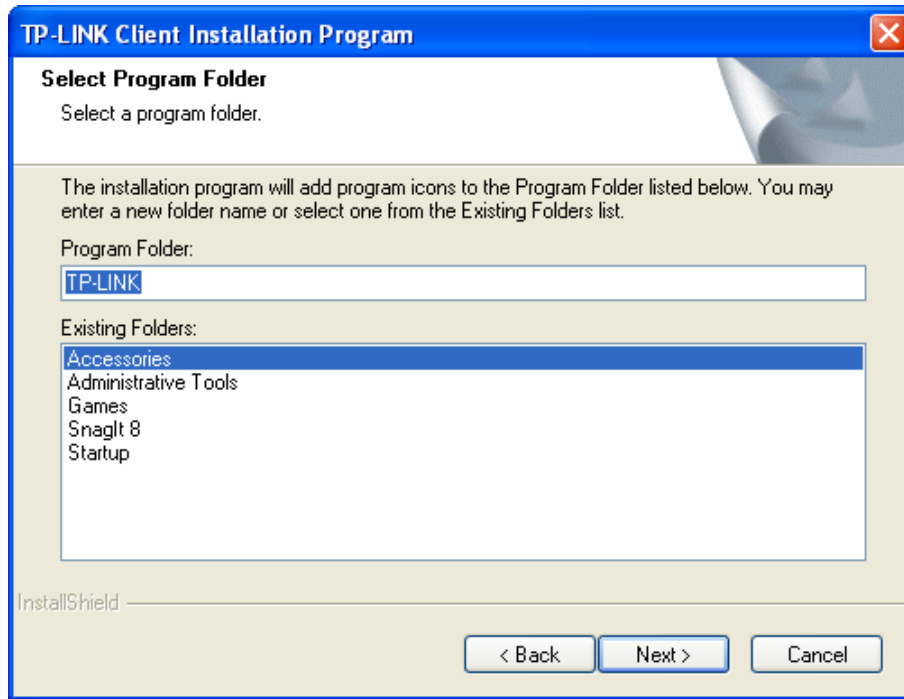 TP-LINK Client Installation Program
Select Program Folder
Select a program folder.
The installation program will add program icons to the Program Folder listed below. You may
enter a new folder name or select one from the Existing Folders list.
Program Folder:
TP-LINK
Existing Folders:
Accessories
Administrative Tools
Games
SnagIt 8
Startup
InstallShield
< Back
Next >
Cancel